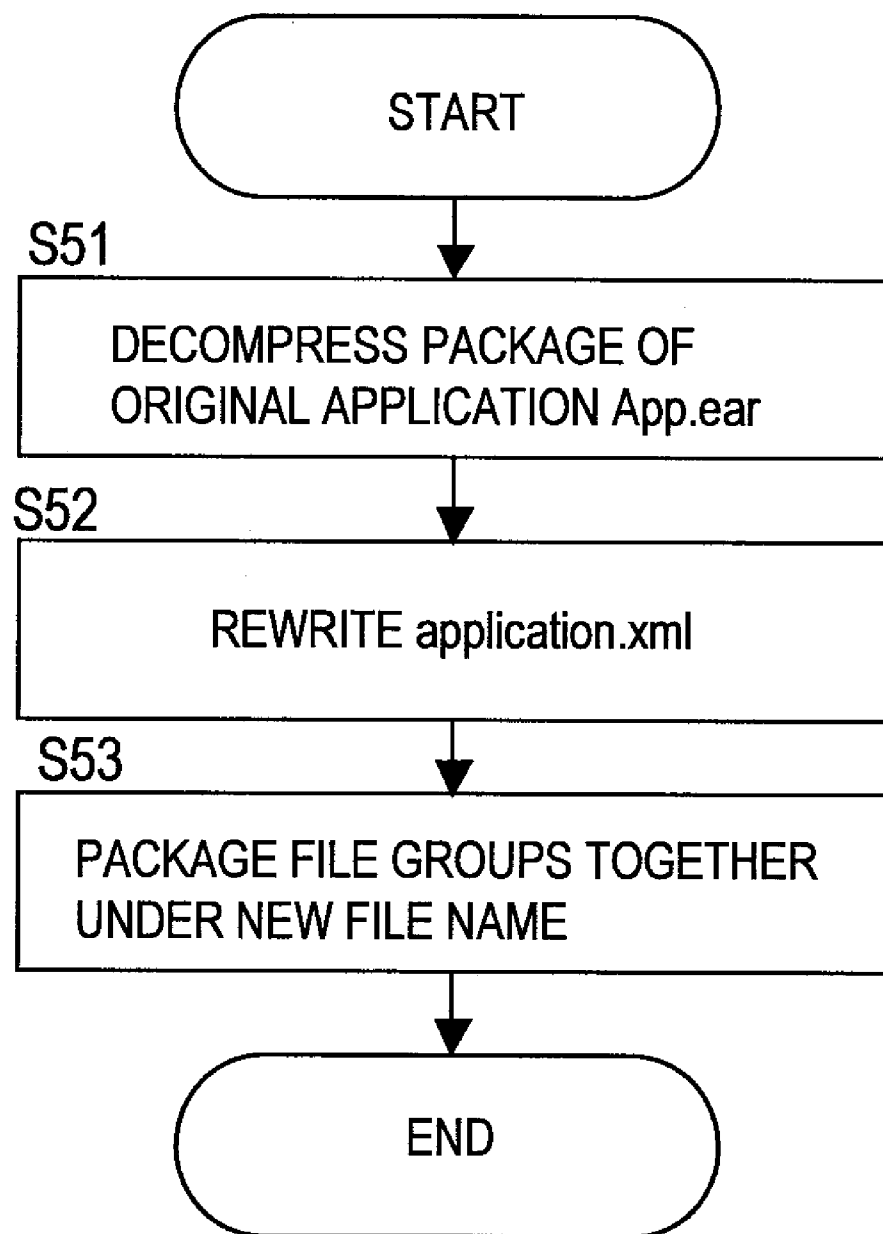 START
S51
DECOMPRESS PACKAGE OF
ORIGINAL APPLICATION App.ear
S52
REWRITE application.xml
S53
PACKAGE FILE GROUPS TOGETHER
UNDER NEW FILE NAME
END